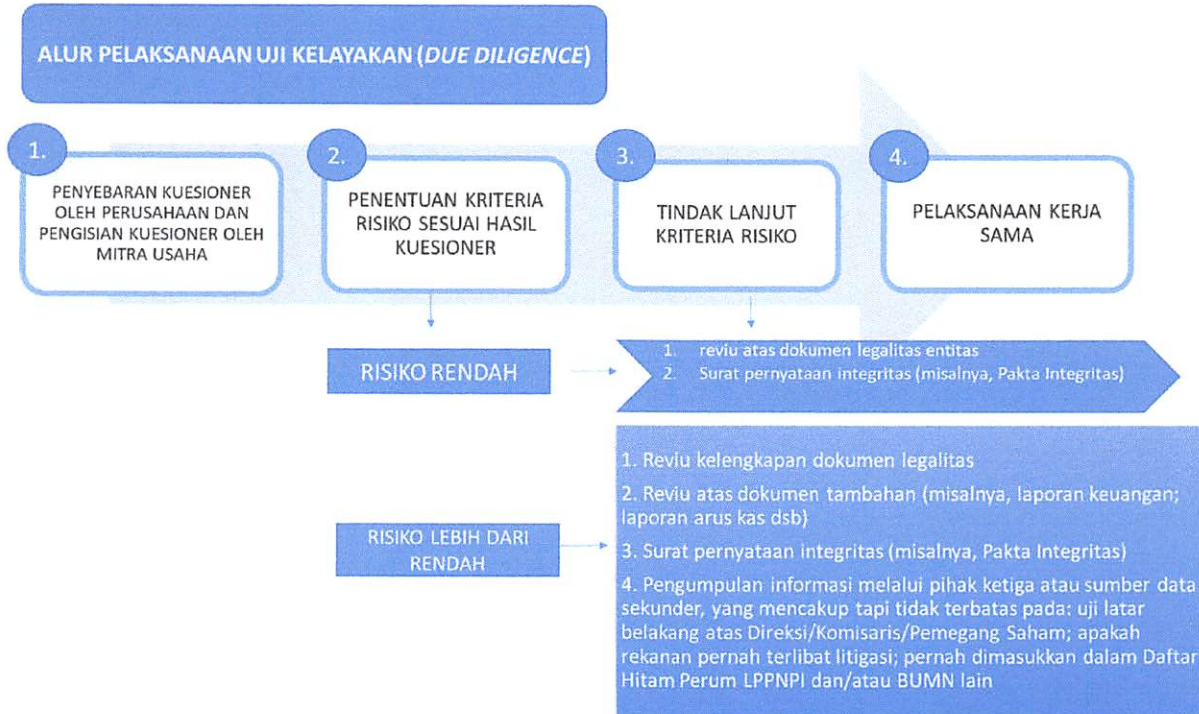 ALUR PELAKSANAAN UJI KELAYAKAN (DUE DILIGENCE)
1.
PENYEBARAN KUESIONER
OLEH PERUSAHAAN DAN
PENGISIAN KUESIONER OLEH
MITRA USAHA
2.
PENENTUAN KRITERIA
RISIKO SESUAI HASIL
KUESIONER
3.
TINDAK LANJUT
KRITERIA RISIKO
4.
PELAKSANAAN KERJA
SAMA
RISIKO RENDAH
1. reviu atas dokumen legalitas entitas
2. Surat pernyataan integritas (misalnya, Pakta Integritas)
RISIKO LEBIH DARI
RENDAH
1. Reviu kelengkapan dokumen legalitas
2. Reviu atas dokumen tambahan (misalnya, laporan keuangan;
laporan arus kas dsb)
3. Surat pernyataan integritas (misalnya, Pakta Integritas)
4. Pengumpulan informasi melalui pihak ketiga atau sumber data
sekunder, yang mencakup tapi tidak terbatas pada: uji latar
belakang atas Direksi/Komisaris/Pemegang Saham; apakah
rekanan pernah terlibat litigasi; pernah dimasukkan dalam Daftar
Hitam Perum LPPNPI dan/atau BUMN lain